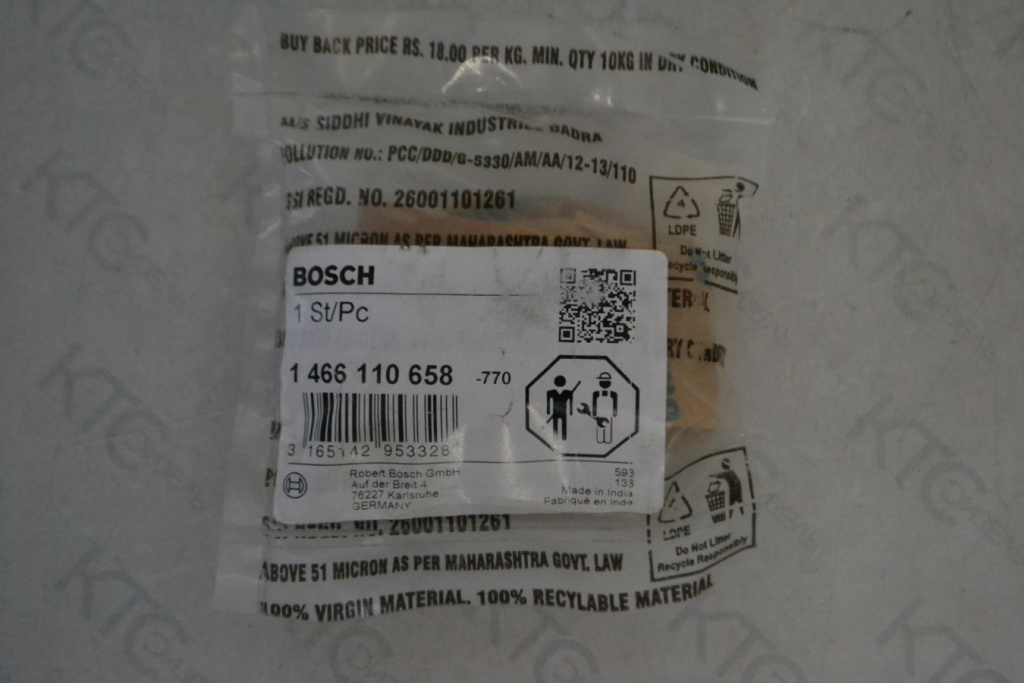 BUY BACK PRICE RS. 18.00 PER KG. MIN. QTY 10KG IN DRY CONDITION
M/S SIDDHI VINAYAK INDUSTRIES DADRA
POLLUTION NO.: PCC/DDD/G-5330/AM/AA/12-13/110
SSI REGD. NO. 26001101261
ABOVE 51 MICRON AS PER MAHARASHTRA GOVT. LAW
4
LDPE
Do Not Litter
Recycle Responsibly
BOSCH
1 St/Pc
1 466 110 658 -770
3 165142 953328
Robert Bosch GmbH
Auf der Breit 4
76227 Karlsruhe
GERMANY
593
133
Made in India
Fabriqué en Inde
NO. 26001101261
ABOVE 51 MICRON AS PER MAHARASHTRA GOVT. LAW
100% VIRGIN MATERIAL. 100% RECYLABLE MATERIAL
LDPE
Do Not Litter
Recycle Responsibly
KTG